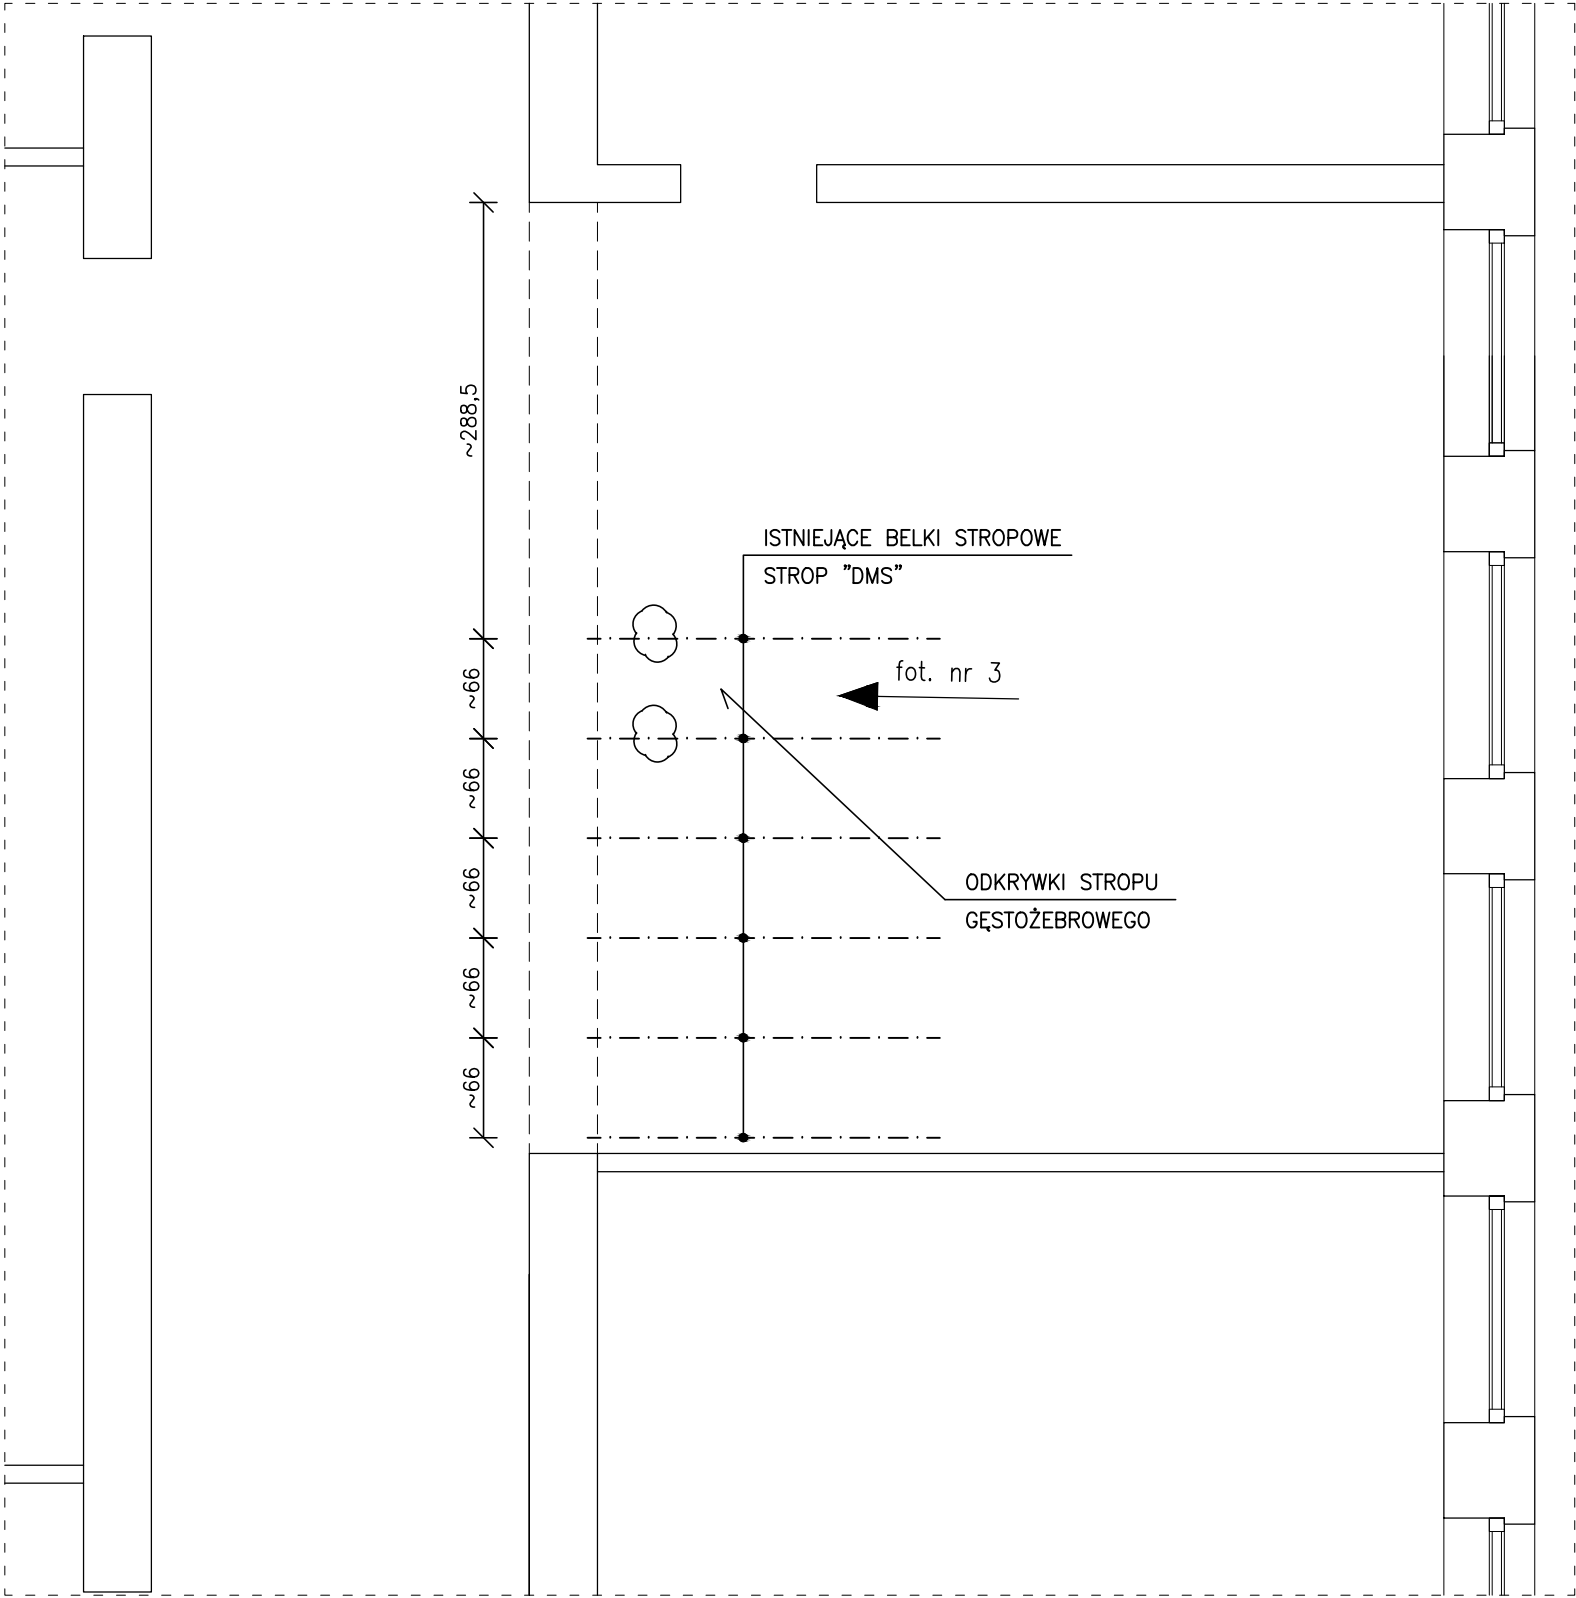 ~288,5
ISTNIEJĄCE BELKI STROPOWE
STROP ”DMS”
~66
fot. nr 3
~66
~66
ODKRYWKI STROPU
GĘSTOŻEBROWEGO
~66
~66